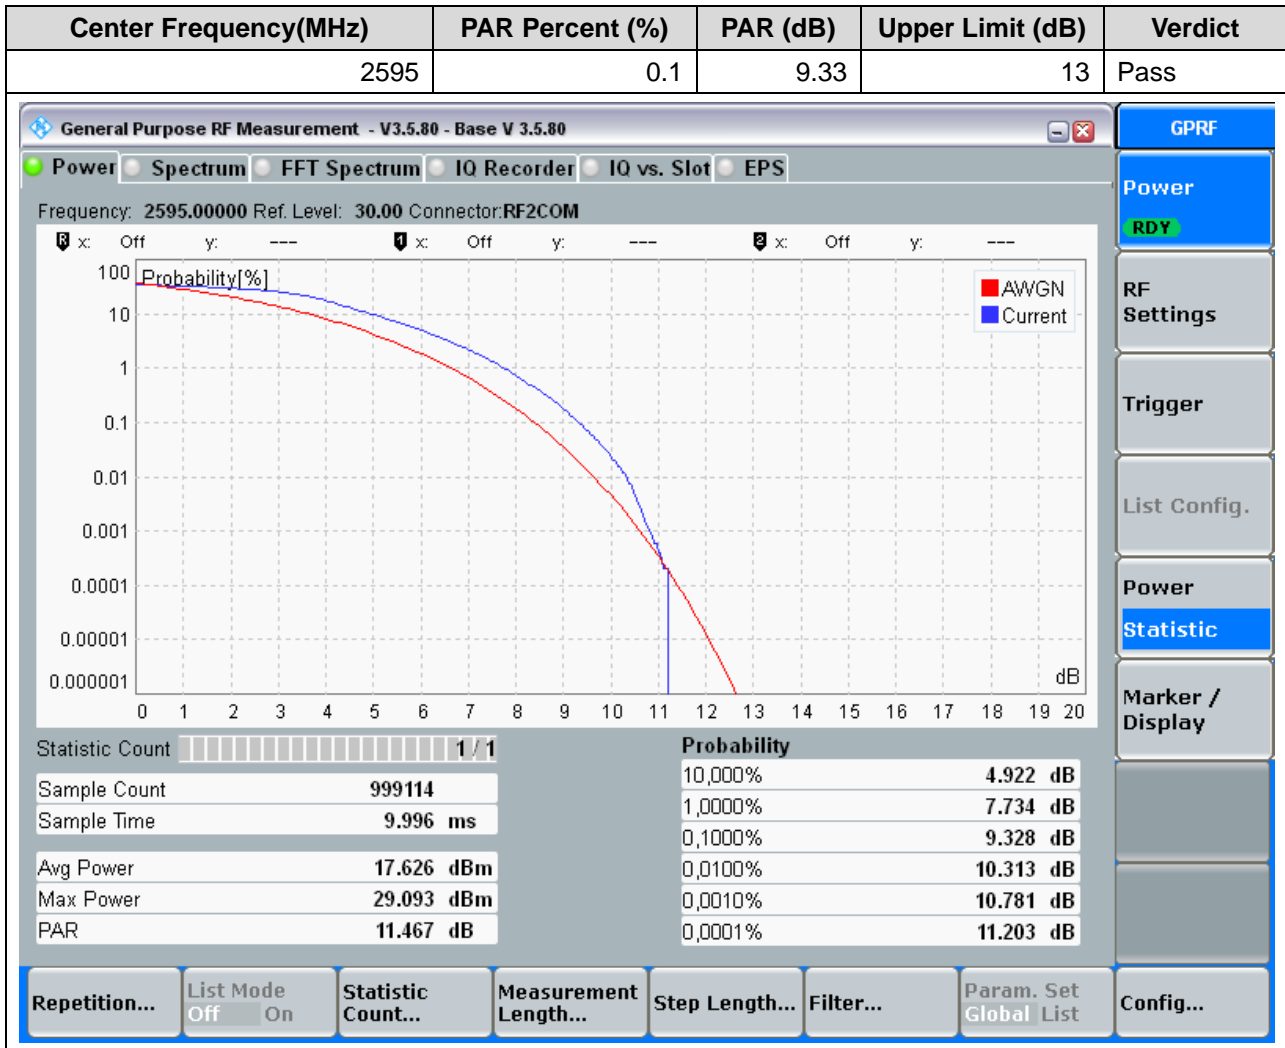 Center Frequency(MHz) PAR Percent (%) PAR (dB) Upper Limit (dB) Verdict
2595 0.1 9.33 13 Pass
General Purpose RF Measurement - V3.5.80 - Base V 3.5.80
GPRF
Power Spectrum FFT Spectrum IQ Recorder IQ vs. Slot EPS
Frequency: 2595.00000 Ref. Level: 30.00 Connector:RF2COM
R x: Off y: --- 1 x: Off y: --- 2 x: Off y: ---
Probability[%]
100
10
1
0.1
0.01
0.001
0.0001
0.00001
0.000001
AWGN
Current
dB
0 1 2 3 4 5 6 7 8 9 10 11 12 13 14 15 16 17 18 19 20
Statistic Count 1 / 1
Sample Count 999114
Sample Time 9.996 ms
Avg Power 17.626 dBm
Max Power 29.093 dBm
PAR 11.467 dB
Probability
10,000% 4.922 dB
1,0000% 7.734 dB
0,1000% 9.328 dB
0,0100% 10.313 dB
0,0010% 10.781 dB
0,0001% 11.203 dB
Power
RDY
RF
Settings
Trigger
List Config.
Power
Statistic
Marker /
Display
Repetition...
List Mode
Off On
Statistic
Count...
Measurement
Length...
Step Length...
Filter...
Param. Set
Global List
Config...